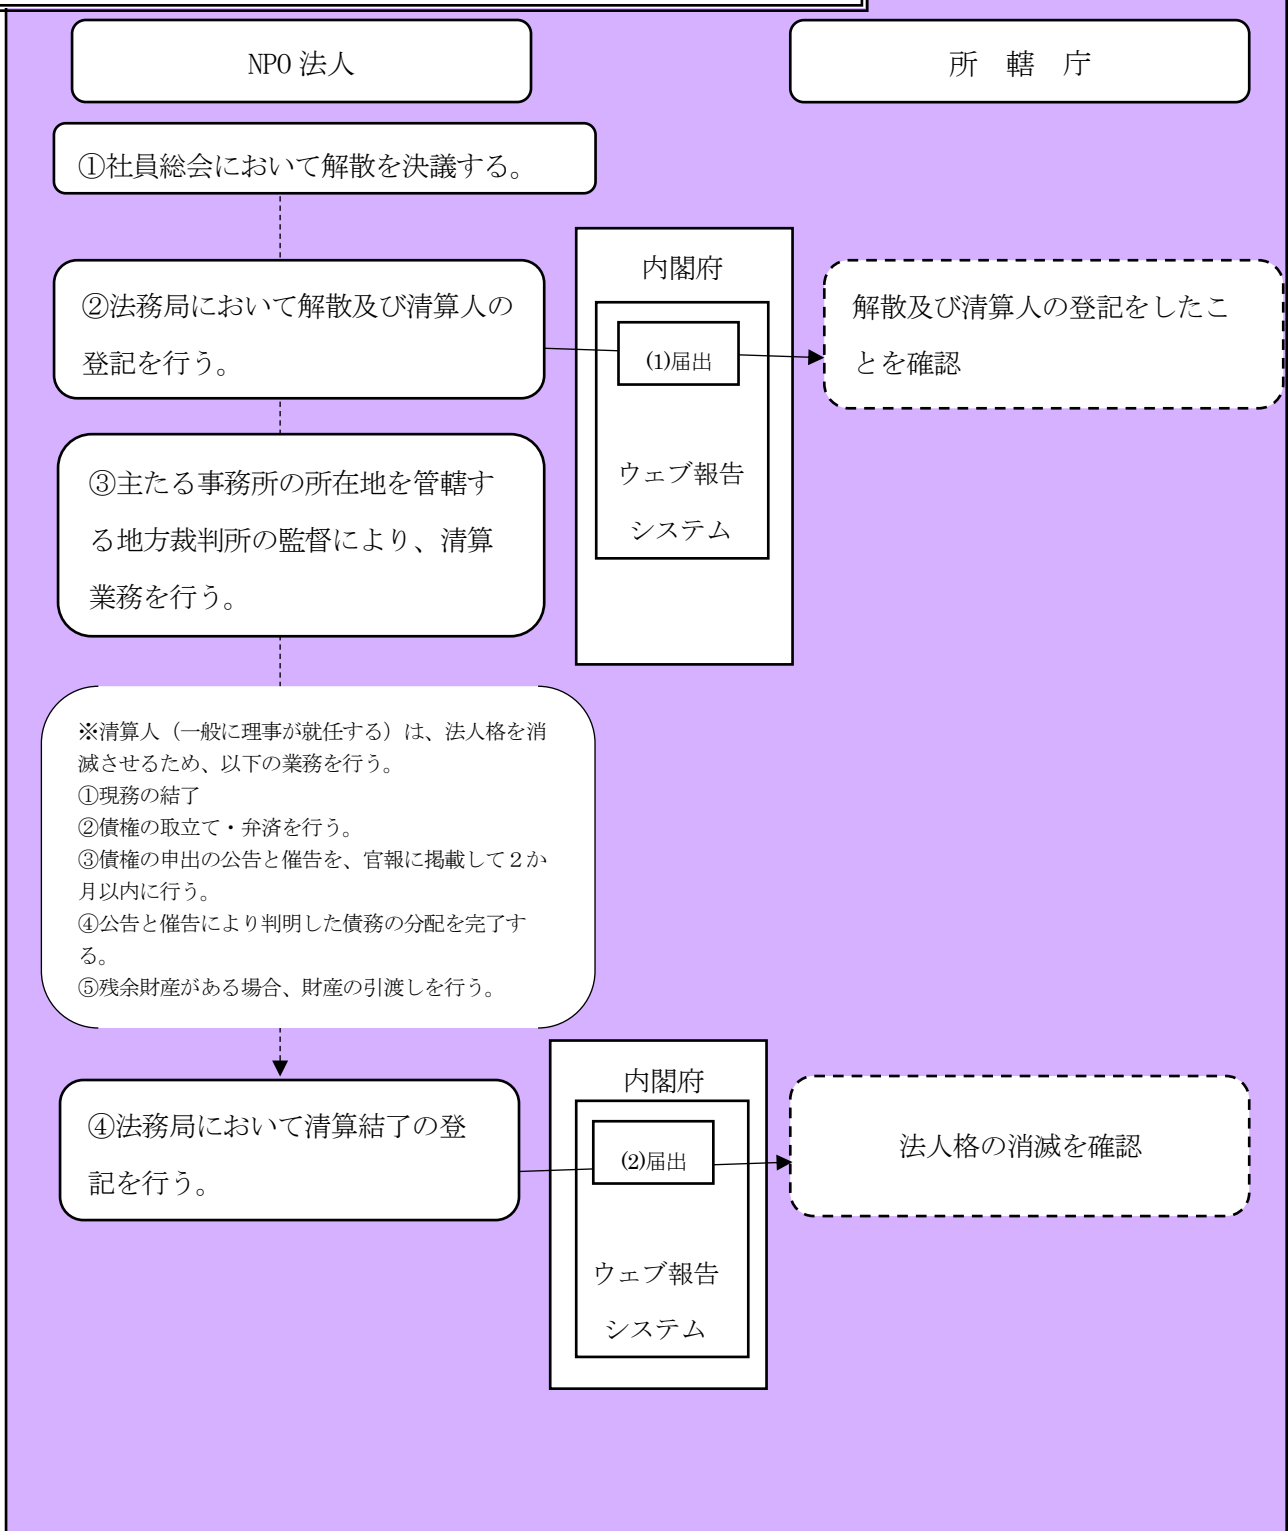 NPO 法人
所　轄　庁
①社員総会において解散を決議する。
②法務局において解散及び清算人の
登記を行う。
内閣府
(1)届出
ウェブ報告
システム
解散及び清算人の登記をしたこ
とを確認
③主たる事務所の所在地を管轄す
る地方裁判所の監督により、清算
業務を行う。
※清算人（一般に理事が就任する）は、法人格を消
滅させるため、以下の業務を行う。
①現務の結了
②債権の取立て・弁済を行う。
③債権の申出の公告と催告を、官報に掲載して２か
月以内に行う。
④公告と催告により判明した債務の分配を完了す
る。
⑤残余財産がある場合、財産の引渡しを行う。
④法務局において清算結了の登
記を行う。
内閣府
(2)届出
ウェブ報告
システム
法人格の消滅を確認